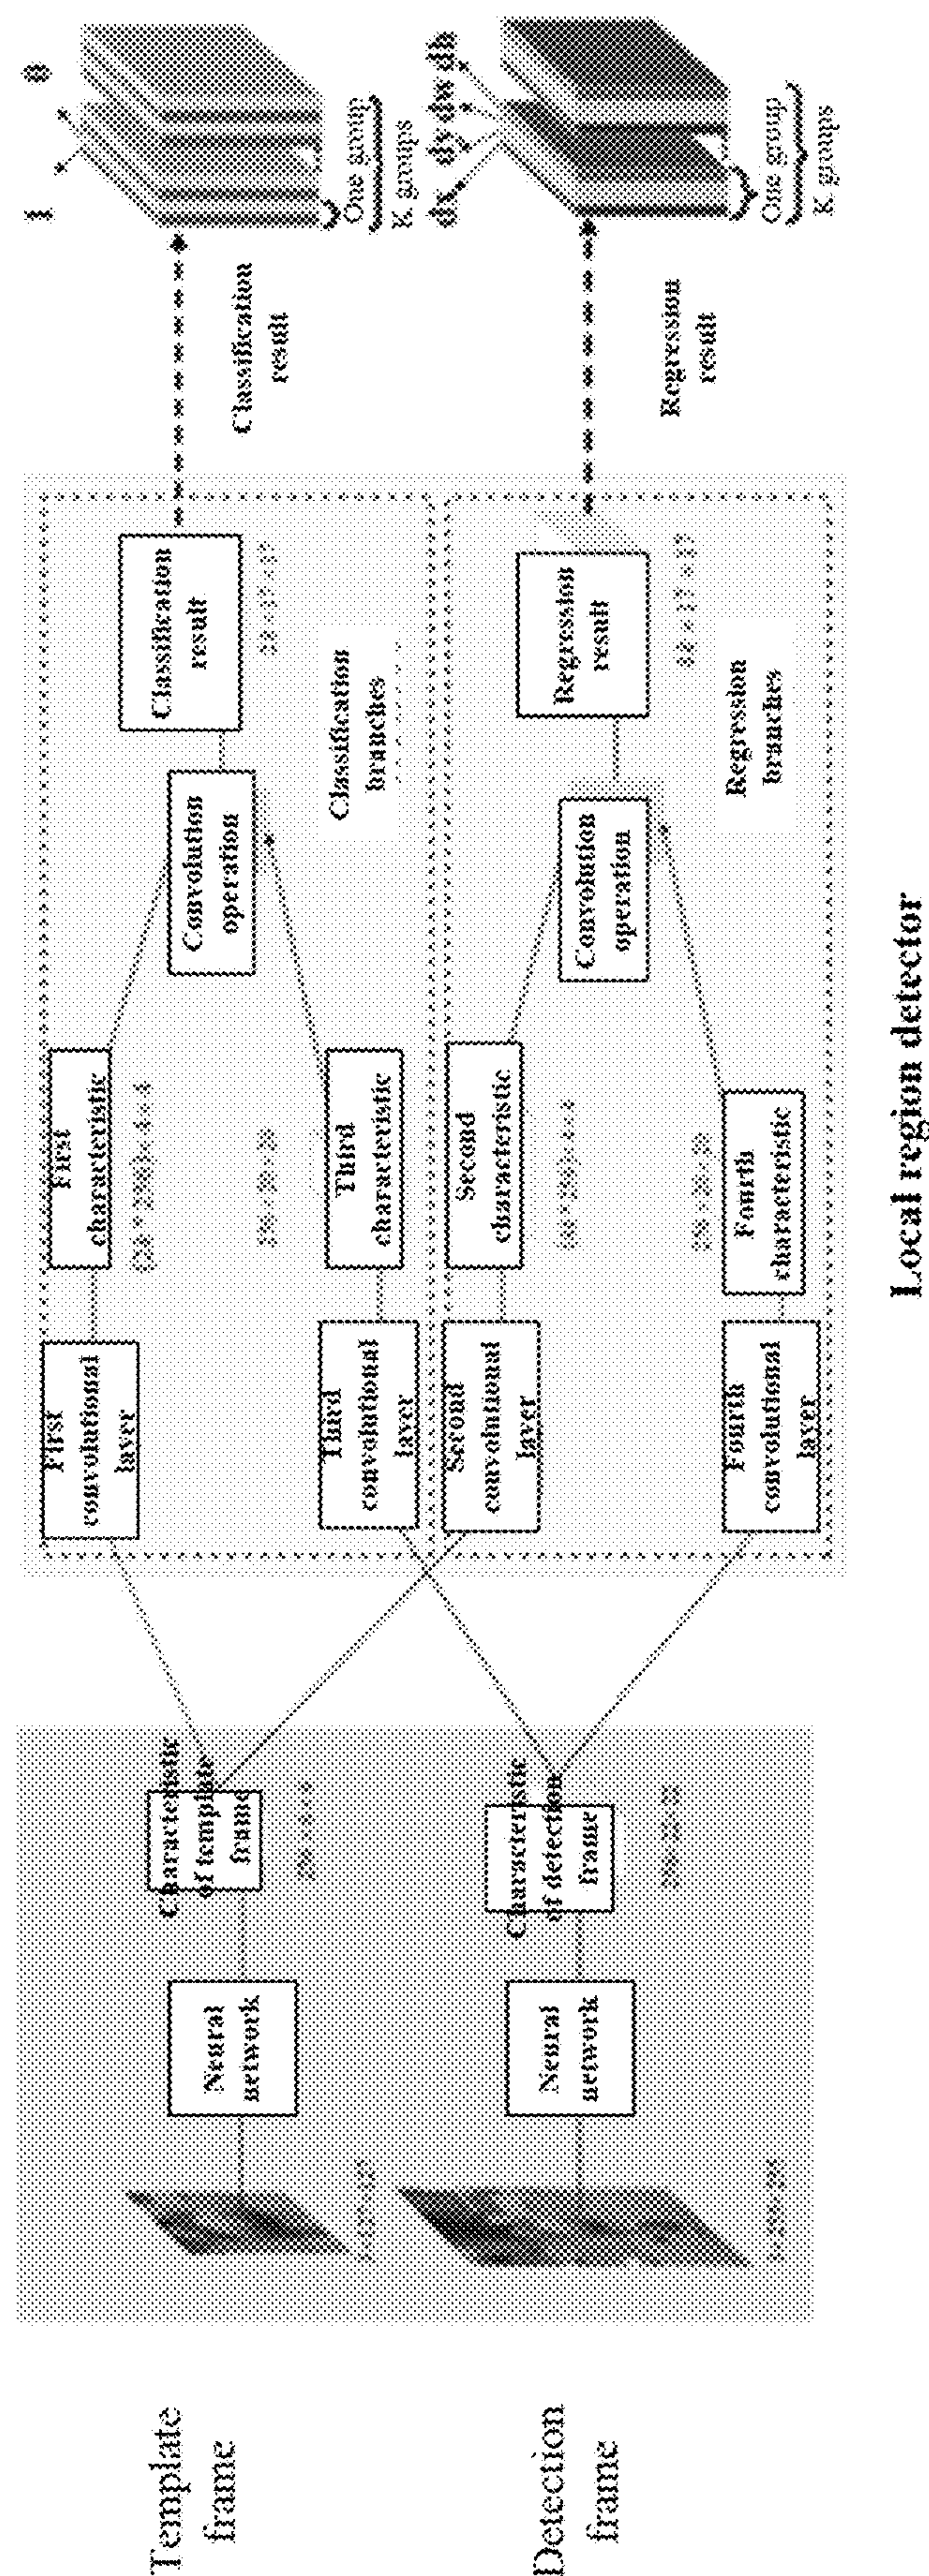 Template
frame
Detection
frame
Neural
network
Characteristic
of template
frame
Neural
network
Characteristic
of detection
frame
First
convolutional
layer
First
characteristic
Third
convolutional
layer
Third
characteristic
Convolution
operation
Classification
result
Classification
branches
Second
convolutional
layer
Second
characteristic
Fourth
convolutional
layer
Fourth
characteristic
Convolution
operation
Regression
result
Regression
branches
Classification
result
1
0
One group
K groups
Regression
result
dx dy dw dh
One group
K groups
Local region detector